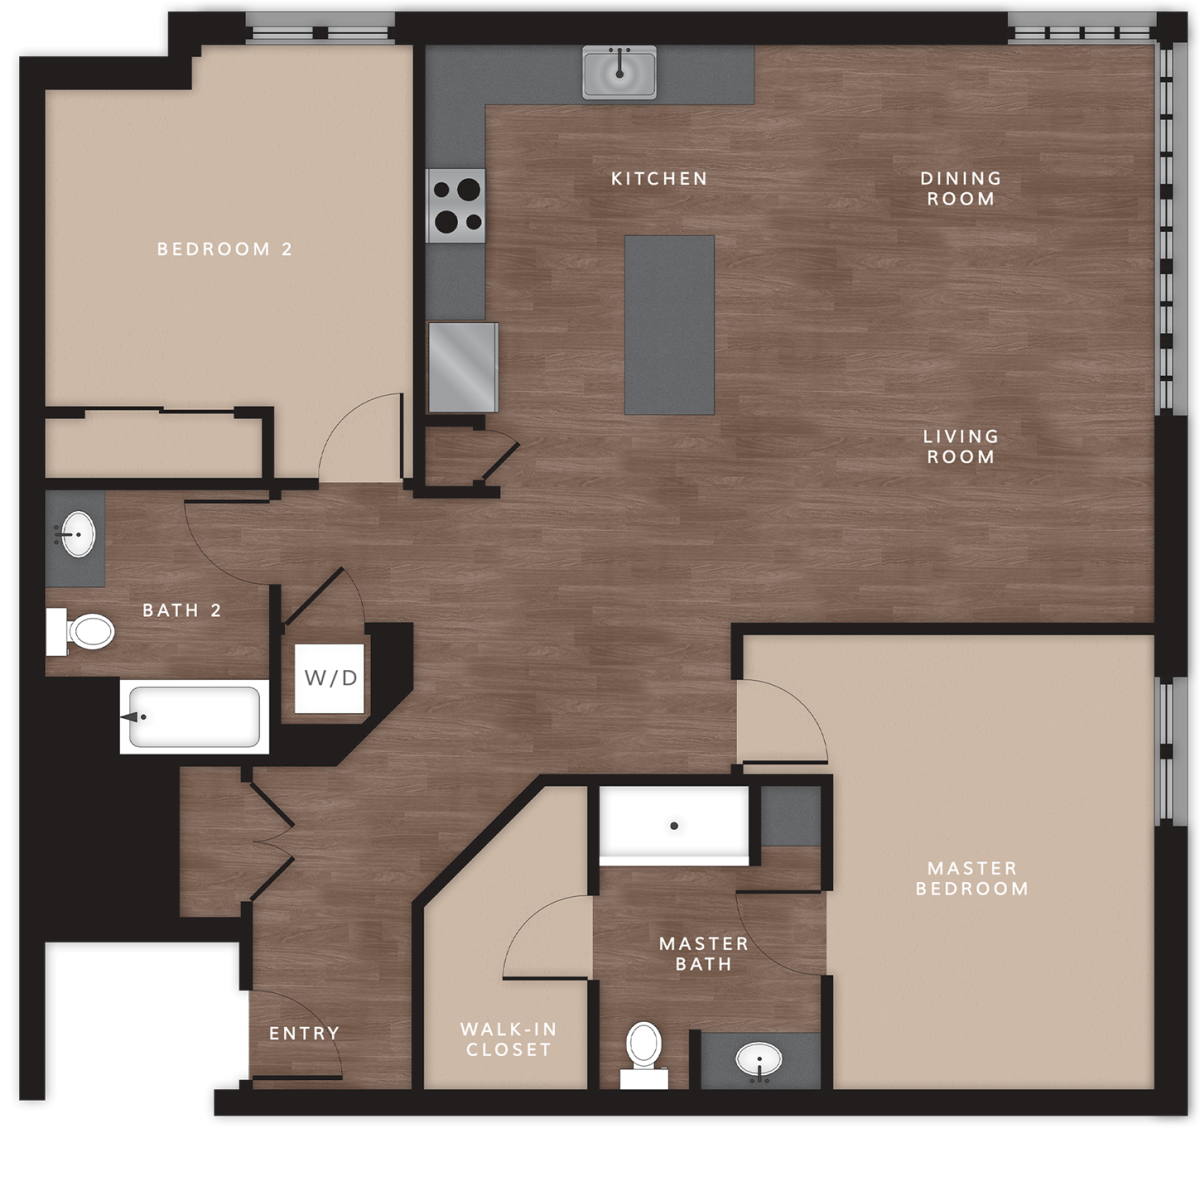 KITCHEN
DINING
ROOM
BEDROOM 2
LIVING
ROOM
BATH 2
W/D
MASTER
BEDROOM
MASTER
BATH
ENTRY
WALK-IN
CLOSET